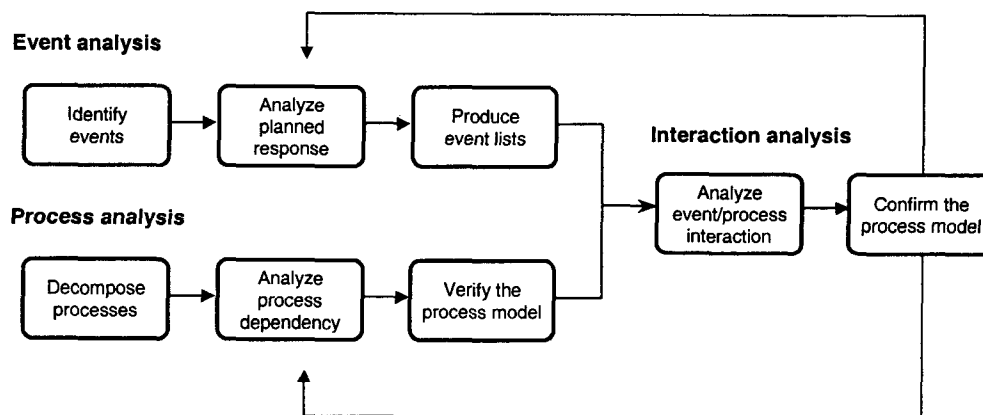 Event analysis
Identify
events
Analyze
planned
response
Produce
event lists
Interaction analysis
Analyze
event/process
interaction
Confirm the
process model
Process analysis
Decompose
processes
Analyze
process
dependency
Verify the
process model